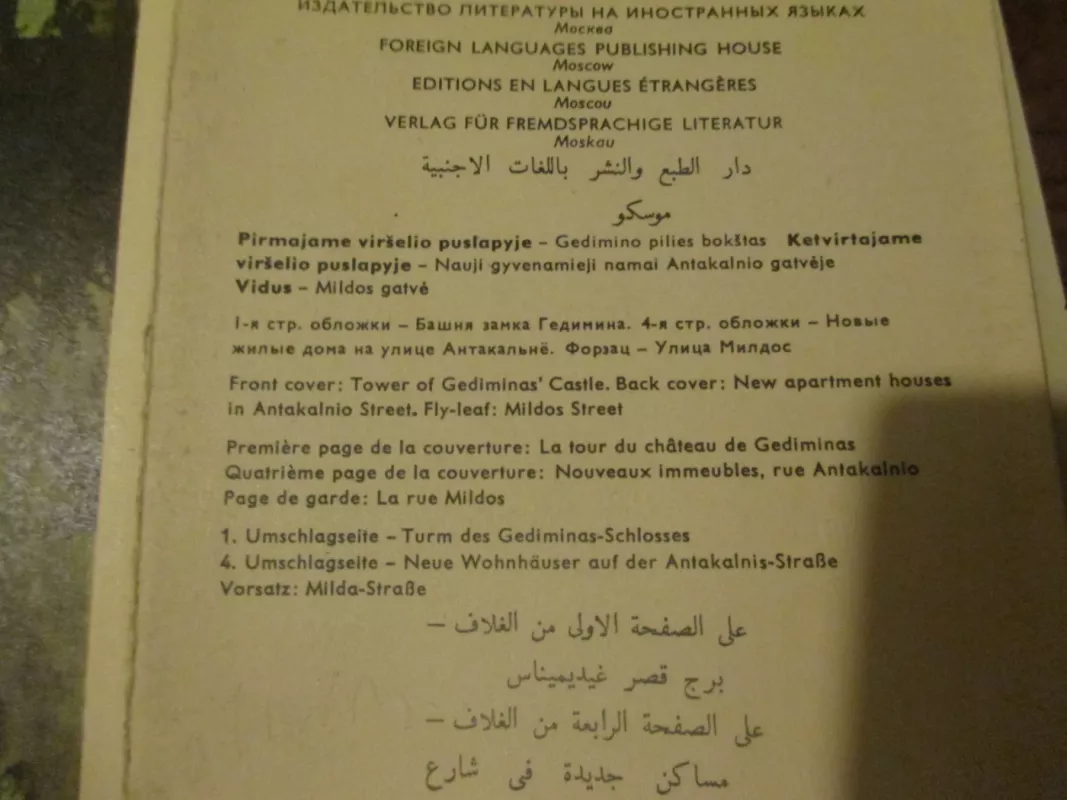 ИЗДАТЕЛЬСТВО ЛИТЕРАТУРЫ НА ИНОСТРАННЫХ ЯЗЫКАХ
Москва
FOREIGN LANGUAGES PUBLISHING HOUSE
Moscow
EDITIONS EN LANGUES ÉTRANGÈRES
Moscou
VERLAG FÜR FREMDSPRACHIGE LITERATUR
Moskau
دار الطبع والنشر باللغات الاجنبية
موسكو
Pirmajame viršelio puslapyje – Gedimino pilies bokštas Ketvirtajame
viršelio puslapyje – Nauji gyvenamieji namai Antakalnio gatvėje
Vidus – Mildos gatvė
1-я стр. обложки – Башня замка Гедимина. 4-я стр. обложки – Новые
жилые дома на улице Антакальнё. Форзац – Улица Милдос
Front cover: Tower of Gediminas' Castle. Back cover: New apartment houses
in Antakalnio Street. Fly-leaf: Mildos Street
Première page de la couverture: La tour du château de Gediminas
Quatrième page de la couverture: Nouveaux immeubles, rue Antakalnio
Page de garde: La rue Mildos
1. Umschlagseite – Turm des Gediminas-Schlosses
4. Umschlagseite – Neue Wohnhäuser auf der Antakalnis-Straße
Vorsatz: Milda-Straße
على الصفحة الاولى من الغلاف –
برج قصر غيديميناس
على الصفحة الرابعة من الغلاف –
مساكن جديدة فى شارع